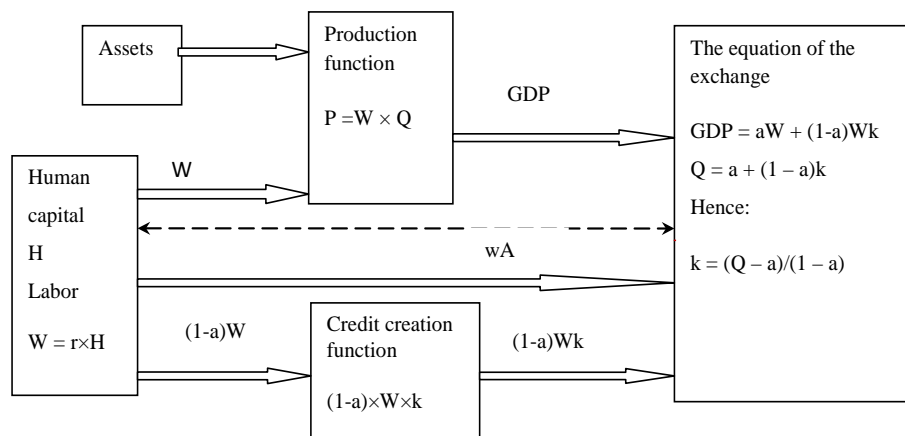 Assets
Production
function
P =W × Q
GDP
The equation of the
exchange
GDP = aW + (1-a)Wk
Q = a + (1 – a)k
Hence:
k = (Q – a)/(1 – a)
W
Human
capital
H
Labor
W = r×H
wA
(1-a)W
Credit creation
function
(1-a)×W×k
(1-a)Wk